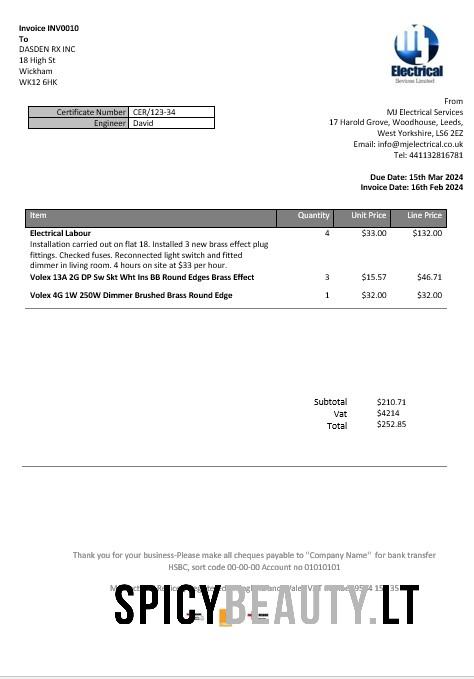 Invoice INV0010
To
DASDEN RX INC
18 High St
Wickham
WK12 6HK
Electrical
Services Limited
From
MJ Electrical Services
17 Harold Grove, Woodhouse, Leeds,
West Yorkshire, LS6 2EZ
Email: info@mjelectrical.co.uk
Tel: 441132816781
Certificate Number CER/123-34
Engineer David
Due Date: 15th Mar 2024
Invoice Date: 16th Feb 2024
Item Quantity Unit Price Line Price
Electrical Labour 4 $33.00 $132.00
Installation carried out on flat 18. Installed 3 new brass effect plug
fittings. Checked fuses. Reconnected light switch and fitted
dimmer in living room. 4 hours on site at $33 per hour.
Volex 13A 2G DP Sw Skt Wht Ins BB Round Edges Brass Effect 3 $15.57 $46.71
Volex 4G 1W 250W Dimmer Brushed Brass Round Edge 1 $32.00 $32.00
Subtotal $210.71
Vat $4214
Total $252.85
Thank you for your business-Please make all cheques payable to "Company Name" for bank transfer
HSBC, sort code 00-00-00 Account no 01010101
SPICYBEAUTY.LT